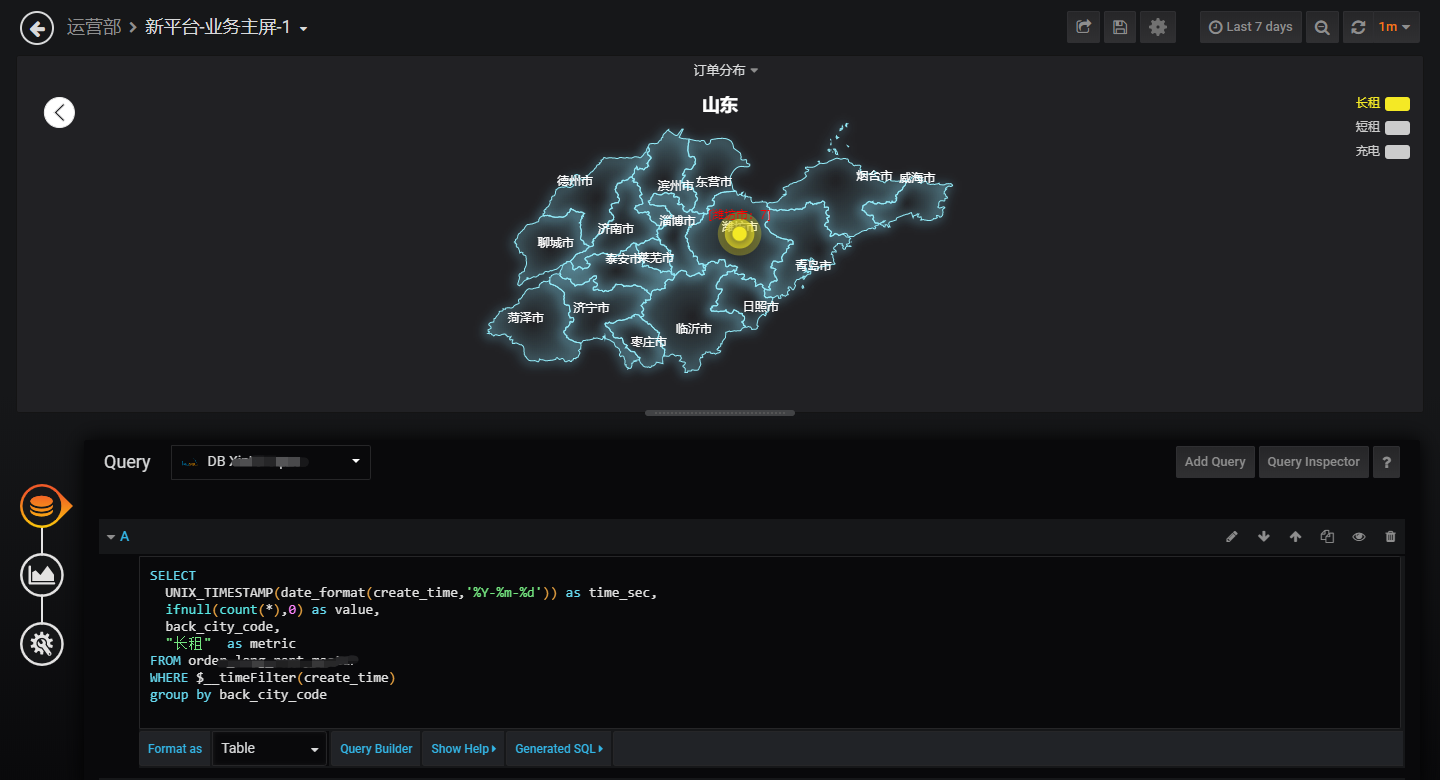 运营部 > 新平台-业务主屏-1
Last 7 days
1m
订单分布
山东
长租
短租
充电
德州市
滨州市
东营市
烟台市
威海市
济南市
淄博市
聊城市
泰安市
莱芜市
青岛市
菏泽市
济宁市
日照市
枣庄市
临沂市
Query
DB
Add Query
Query Inspector
?
A
SELECT
UNIX_TIMESTAMP(date_format(create_time,'%Y-%m-%d')) as time_sec,
ifnull(count(*),0) as value,
back_city_code,
"长租" as metric
FROM
WHERE $__timeFilter(create_time)
group by back_city_code
Format as
Table
Query Builder
Show Help
Generated SQL